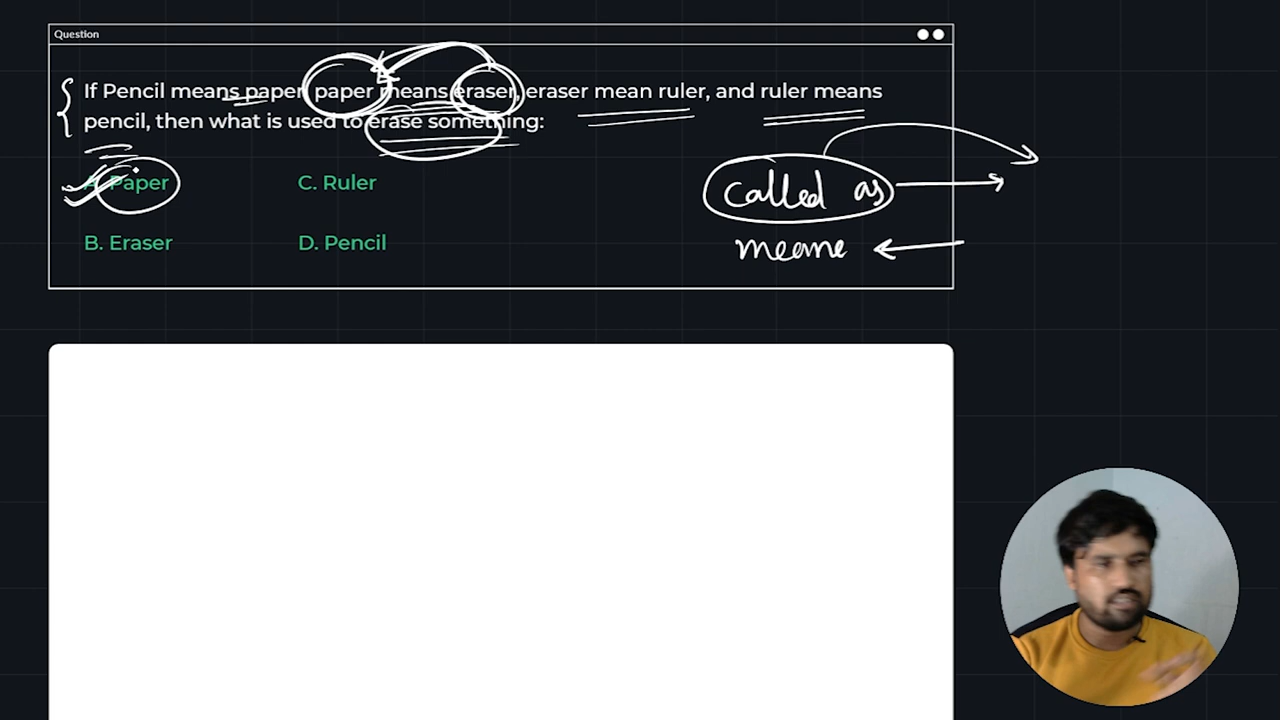 Question
If Pencil means paper paper means eraser, eraser mean ruler, and ruler means
pencil, then what is used to erase something:
A. Paper
C. Ruler
B. Eraser
D. Pencil
called as
means